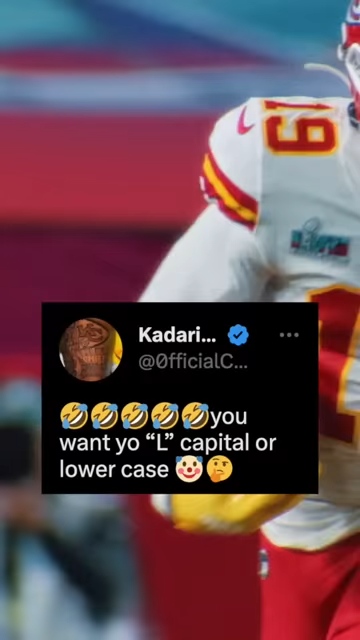 19
Kadari...
@0fficialC...
🤣🤣🤣🤣🤣you
want yo “L” capital or
lower case 🤡🤔